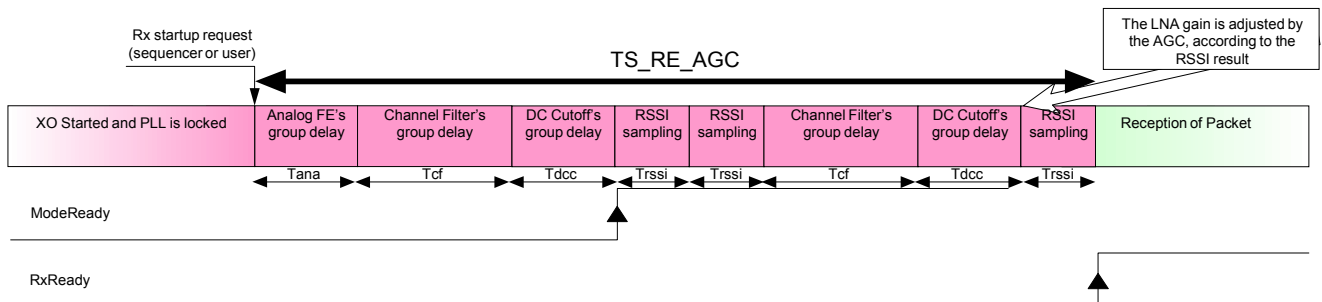 Rx startup request
(sequencer or user)
TS_RE_AGC
The LNA gain is adjusted by
the AGC, according to the
RSSI result
XO Started and PLL is locked
Analog FE's
group delay
Channel Filter's
group delay
DC Cutoff's
group delay
RSSI
sampling
RSSI
sampling
Channel Filter's
group delay
DC Cutoff's
group delay
RSSI
sampling
Reception of Packet
Tana
Tcf
Tdcc
Trssi
Trssi
Tcf
Tdcc
Trssi
ModeReady
RxReady